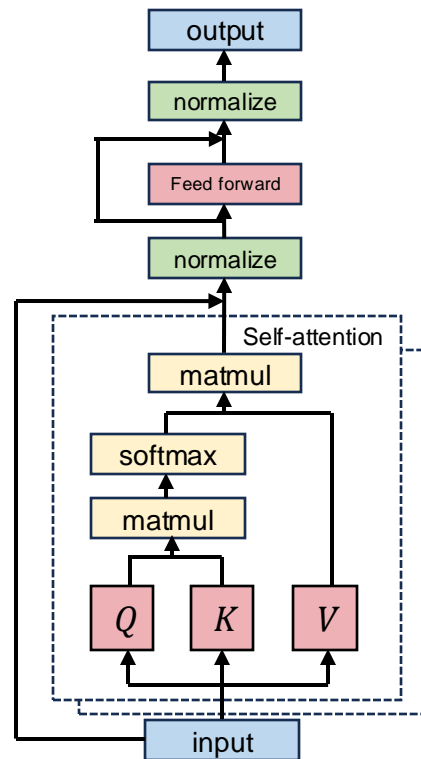 output
normalize
Feed forward
normalize
Self-attention
matmul
softmax
matmul
Q K V
input